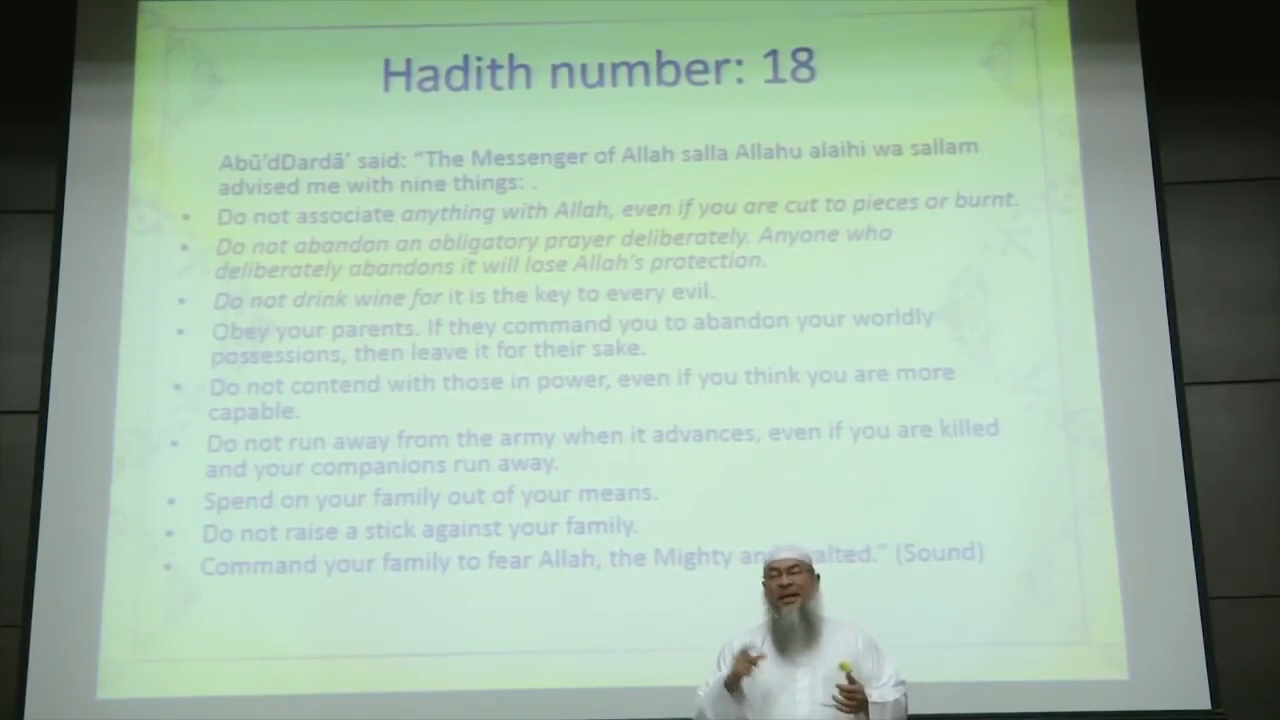 Hadith number: 18
Abū'dDardā' said: "The Messenger of Allah salla Allahu alaihi wa sallam
advised me with nine things: .
• Do not associate anything with Allah, even if you are cut to pieces or burnt.
• Do not abandon an obligatory prayer deliberately. Anyone who
deliberately abandons it will lose Allah's protection.
• Do not drink wine for it is the key to every evil.
• Obey your parents. If they command you to abandon your worldly
possessions, then leave it for their sake.
• Do not contend with those in power, even if you think you are more
capable.
• Do not run away from the army when it advances, even if you are killed
and your companions run away.
• Spend on your family out of your means.
• Do not raise a stick against your family.
• Command your family to fear Allah, the Mighty and (Sound)